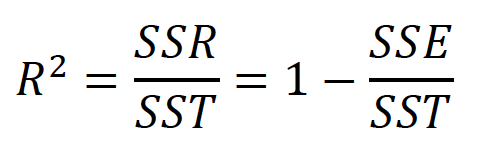 R² = SSR/SST = 1 − SSE/SST